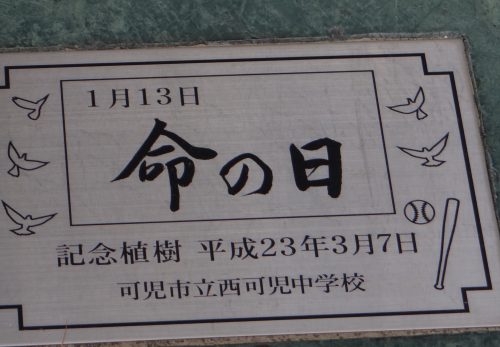 1月13日
命の日
記念植樹 平成23年3月7日
可児市立西可児中学校